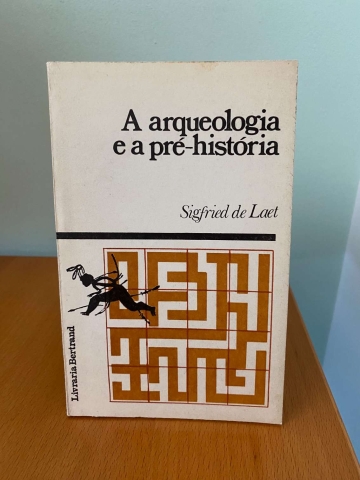 A arqueologia
e a pré-história
Sigfried de Laet
Livraria Bertrand